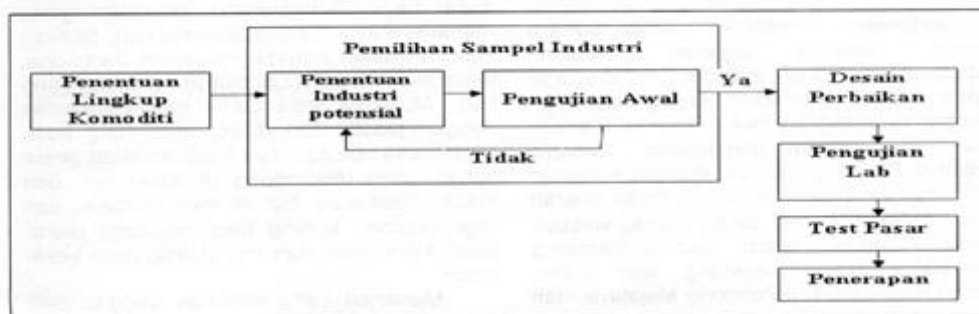 Pemilihan Sampel Industri
Penentuan
Lingkup
Komoditi
Penentuan
Industri
potensial
Pengujian Awal
Ya
Tidak
Desain
Perbaikan
Pengujian
Lab
Test Pasar
Penerapan